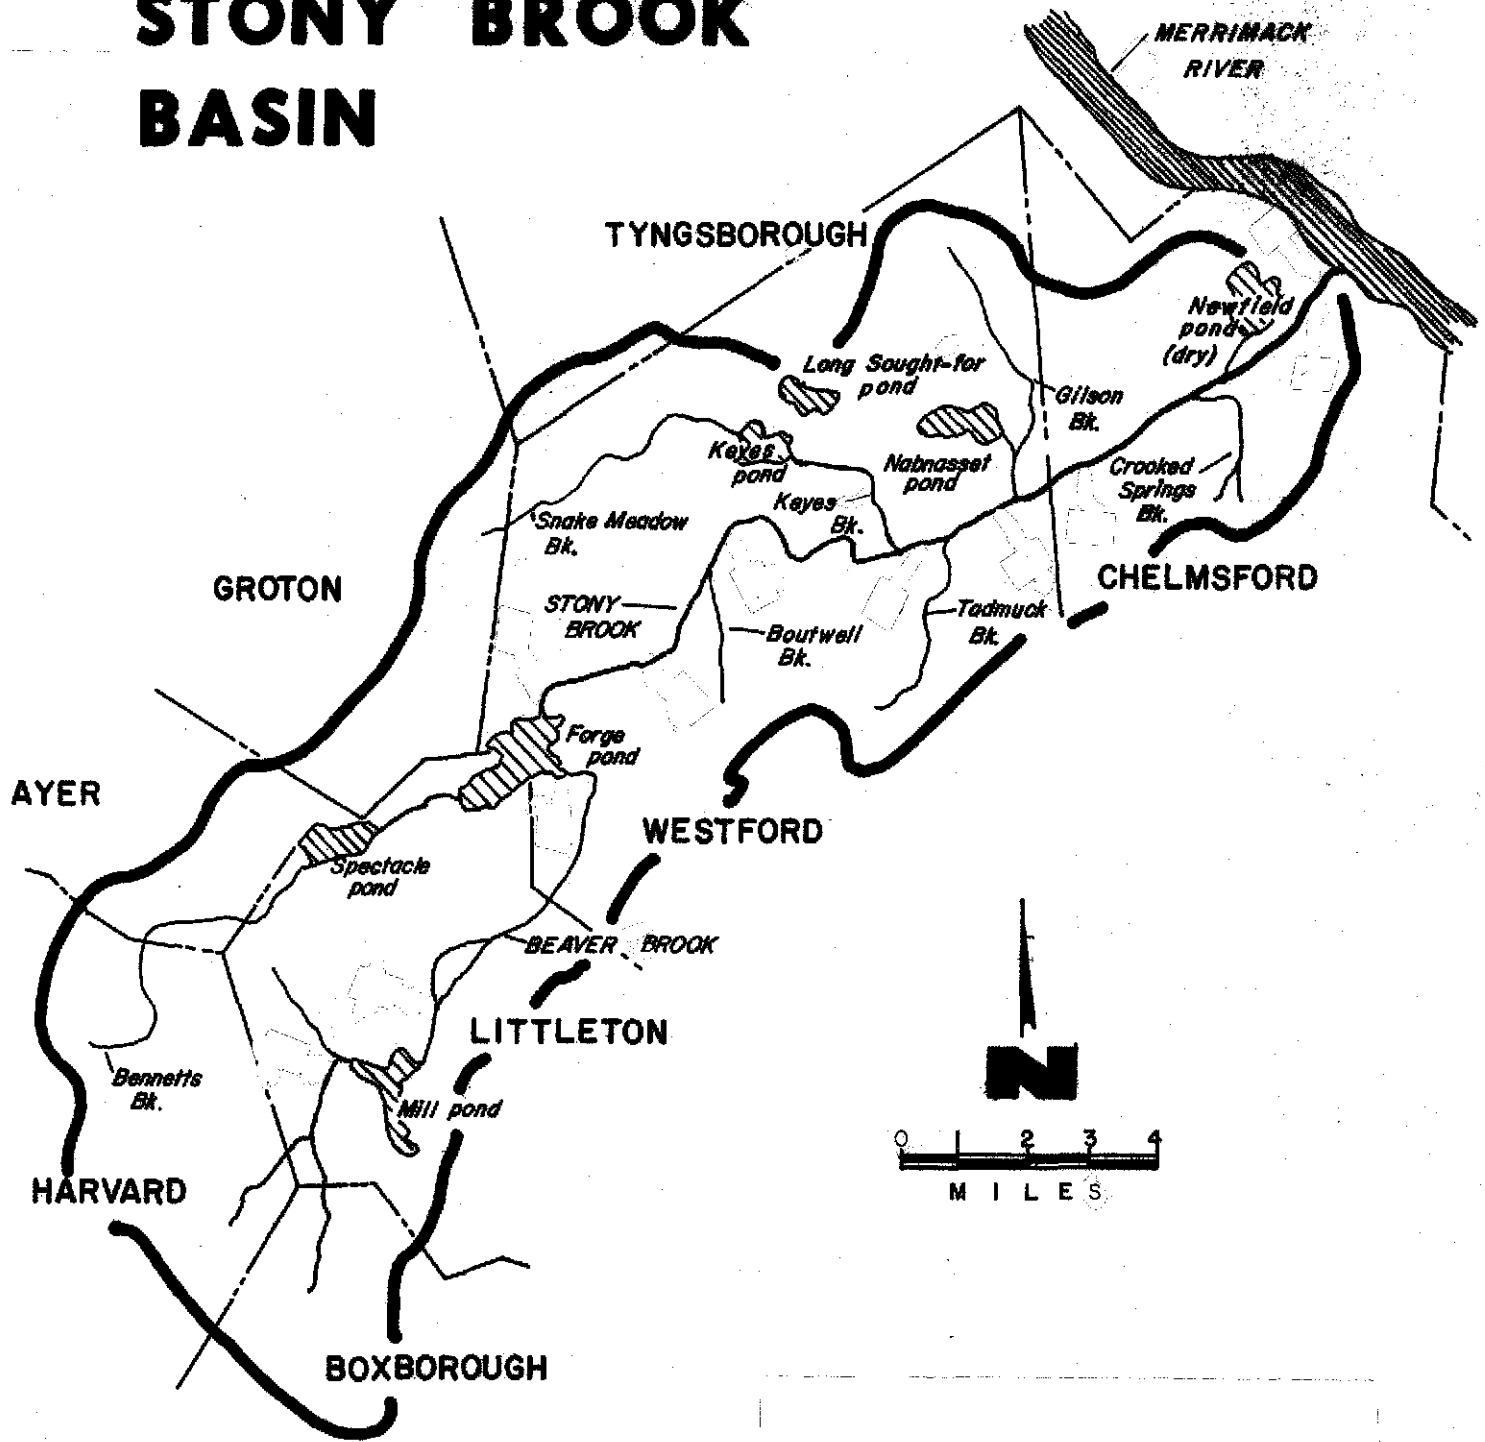 STONY BROOK
BASIN
MERRIMACK
RIVER
TYNGSBOROUGH
Newfield
pond
(dry)
Long Sought-for
pond
Gilson
Bk.
Keyes
pond
Nabnasset
pond
Crooked
Springs
Bk.
Keyes
Bk.
Snake Meadow
Bk.
GROTON
CHELMSFORD
STONY
BROOK
Tadmuck
Bk.
Boutwell
Bk.
Forge
pond
AYER
WESTFORD
Spectacle
pond
BEAVER BROOK
LITTLETON
Bennetts
Bk.
Mill pond
N
0 1 2 3 4
MILES
HARVARD
BOXBOROUGH